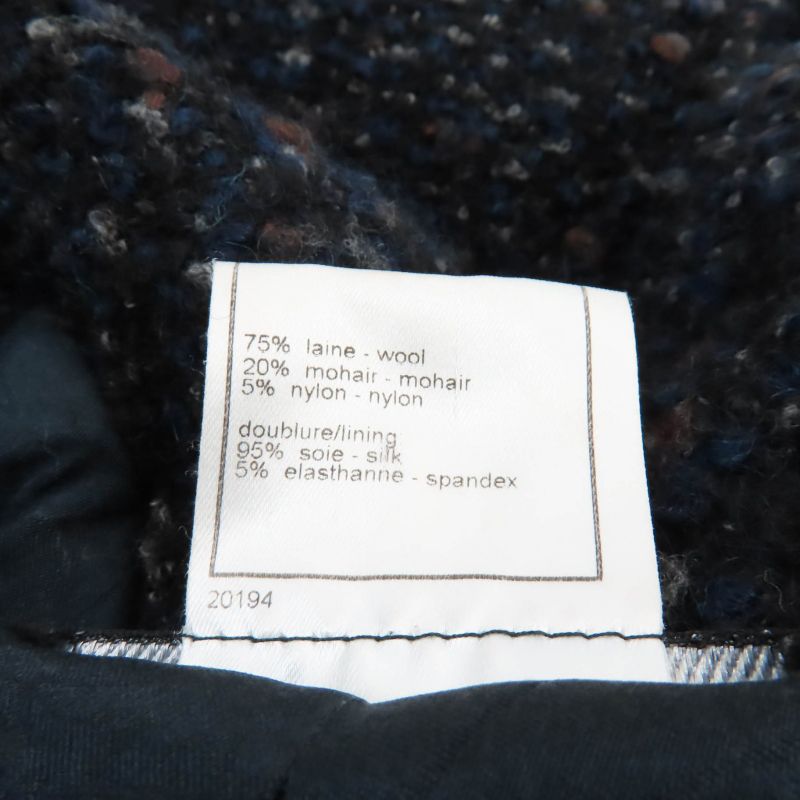 75% laine - wool
20% mohair - mohair
5% nylon - nylon
doublure/lining
95% soie - silk
5% elasthanne - spandex
20194